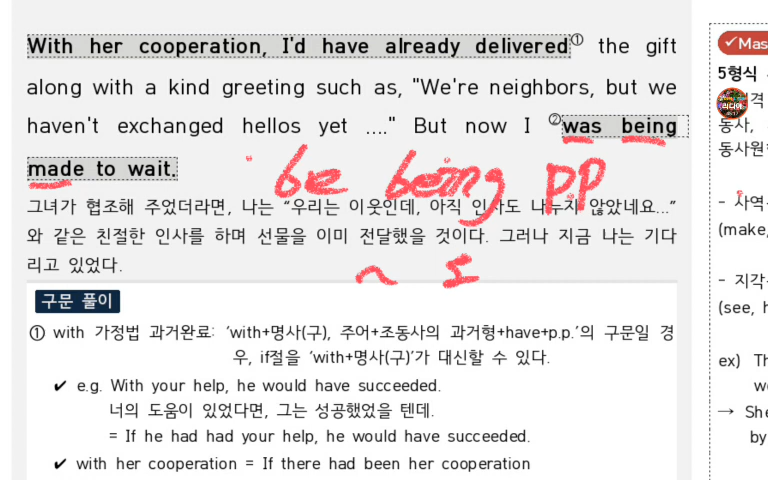 With her cooperation, I'd have already delivered① the gift
along with a kind greeting such as, "We're neighbors, but we
haven't exchanged hellos yet ...." But now I ②was being
made to wait.
be being pp
그녀가 협조해 주었더라면, 나는 “우리는 이웃인데, 아직 인사도 나누지 않았네요...”
와 같은 친절한 인사를 하며 선물을 이미 전달했을 것이다. 그러나 지금 나는 기다
리고 있었다.
구문 풀이
① with 가정법 과거완료: ‘with+명사(구), 주어+조동사의 과거형+have+p.p.’의 구문일 경
우, if절을 ‘with+명사(구)’가 대신할 수 있다.
✔ e.g. With your help, he would have succeeded.
너의 도움이 있었다면, 그는 성공했었을 텐데.
= If he had had your help, he would have succeeded.
✔ with her cooperation = If there had been her cooperation
✓Mas
5형식
격
동사,
동사원
- 사역
(make,
- 지각
(see, h
ex) Th
we
→ She
by